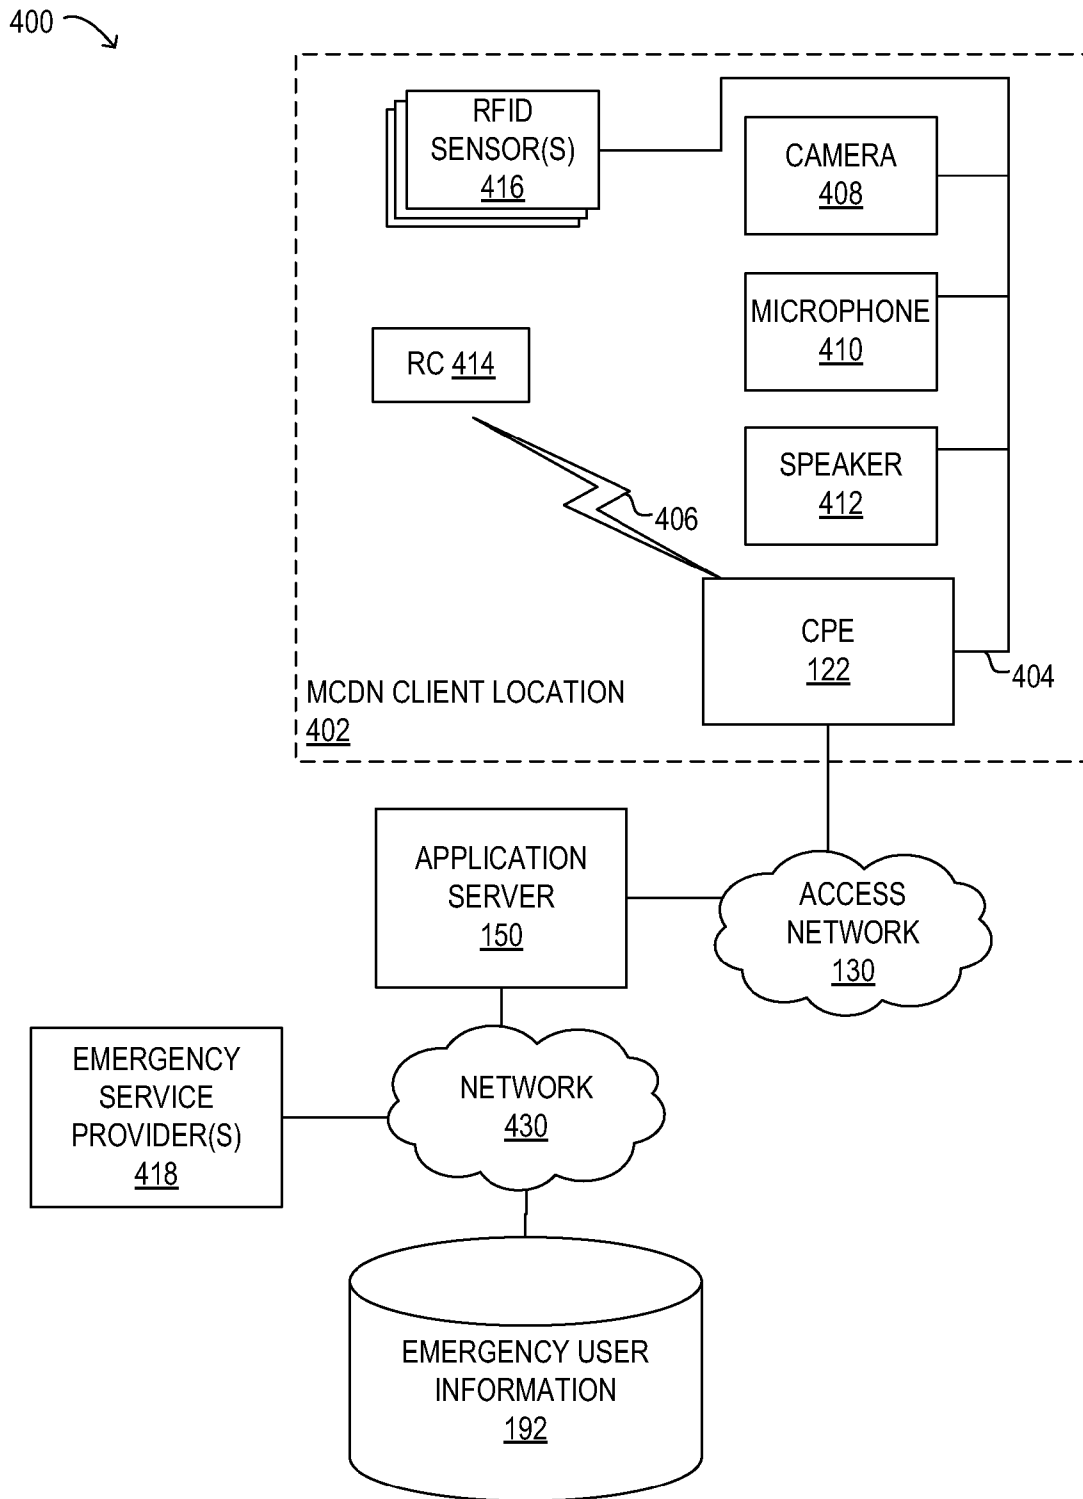 400
RFID
SENSOR(S)
416
CAMERA
408
MICROPHONE
410
RC 414
SPEAKER
412
406
CPE
122
404
MCDN CLIENT LOCATION
402
APPLICATION
SERVER
150
ACCESS
NETWORK
130
EMERGENCY
SERVICE
PROVIDER(S)
418
NETWORK
430
EMERGENCY USER
INFORMATION
192